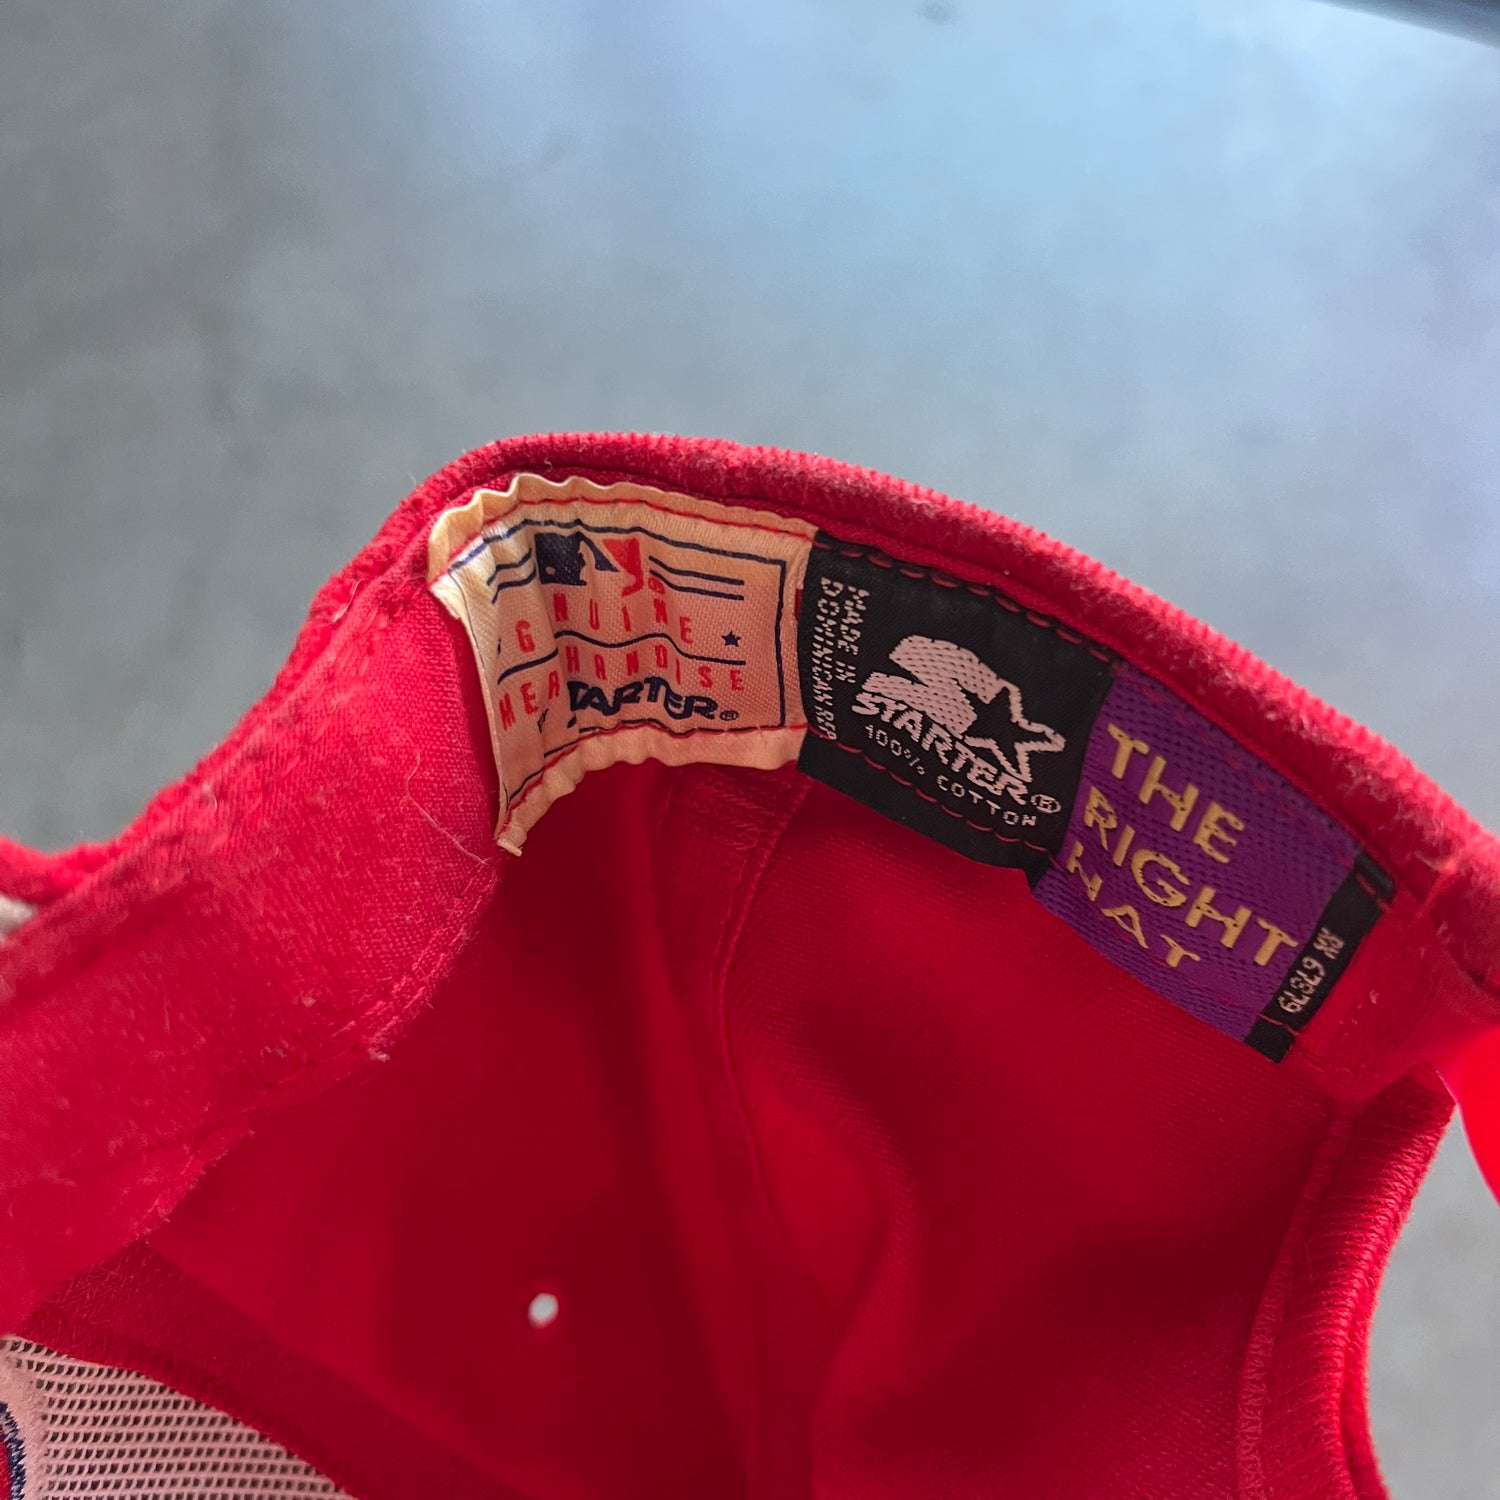 GENUINE
MERCHANDISE
STARTER®
MADE IN
DOMINICAN REP
STARTER®
100% COTTON
THE
RIGHT
HAT